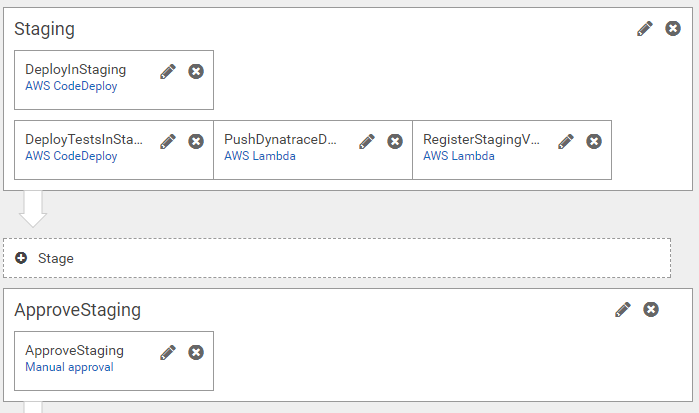 Staging
DeployInStaging
AWS CodeDeploy
DeployTestsInSta...
AWS CodeDeploy
PushDynatraceD...
AWS Lambda
RegisterStagingV...
AWS Lambda
Stage
ApproveStaging
ApproveStaging
Manual approval